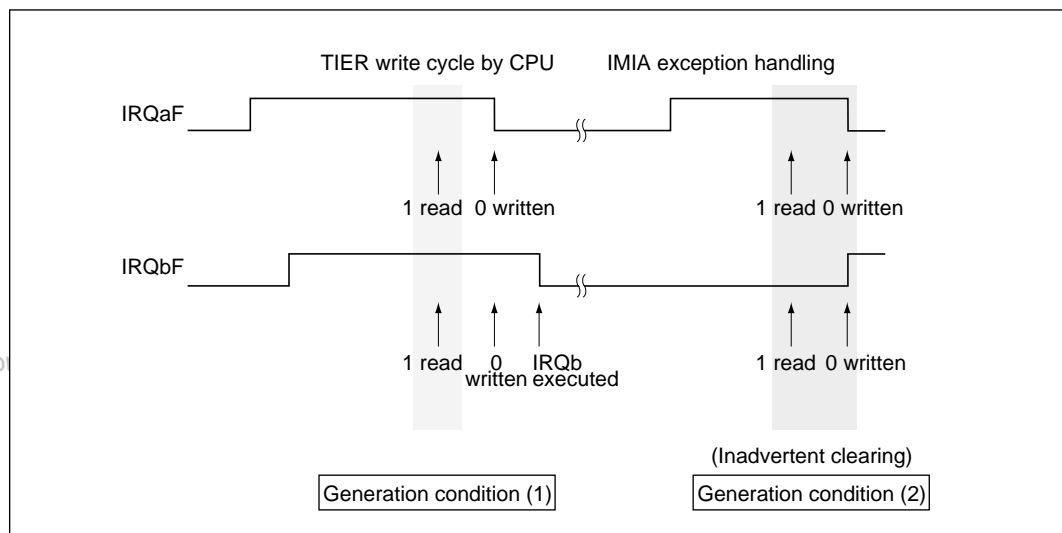 TIER write cycle by CPU IMIA exception handling
IRQaF
1 read 0 written 1 read 0 written
IRQbF
1 read 0 IRQb 1 read 0 written
written executed
(Inadvertent clearing)
Generation condition (1) Generation condition (2)